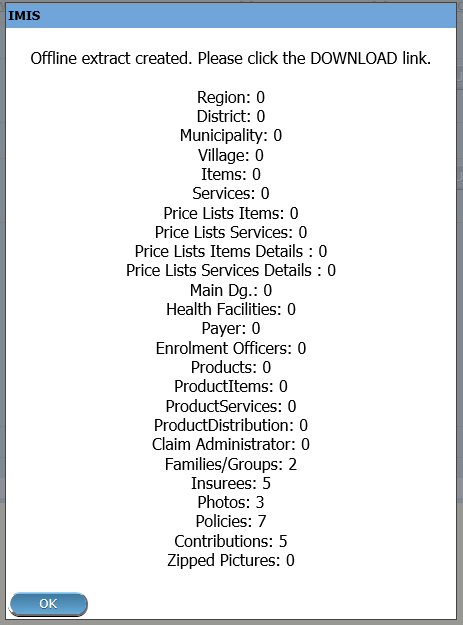 IMIS
Offline extract created. Please click the DOWNLOAD link.
Region: 0
District: 0
Municipality: 0
Village: 0
Items: 0
Services: 0
Price Lists Items: 0
Price Lists Services: 0
Price Lists Items Details : 0
Price Lists Services Details : 0
Main Dg.: 0
Health Facilities: 0
Payer: 0
Enrolment Officers: 0
Products: 0
ProductItems: 0
ProductServices: 0
ProductDistribution: 0
Claim Administrator: 0
Families/Groups: 2
Insurees: 5
Photos: 3
Policies: 7
Contributions: 5
Zipped Pictures: 0
OK